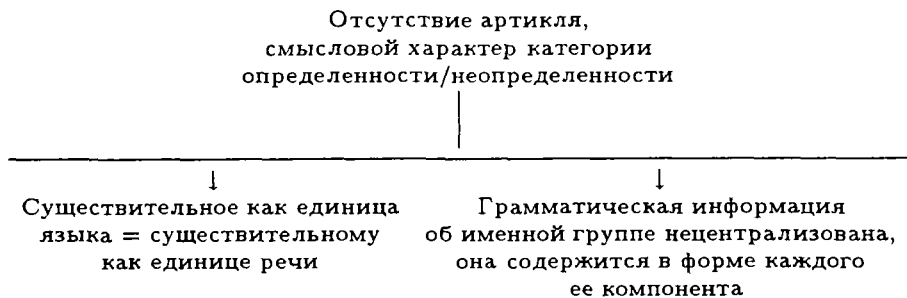 Отсутствие артикля,
смысловой характер категории
определенности/неопределенности
Существительное как единица
языка = существительному
как единице речи
Грамматическая информация
об именной группе нецентрализована,
она содержится в форме каждого
ее компонента